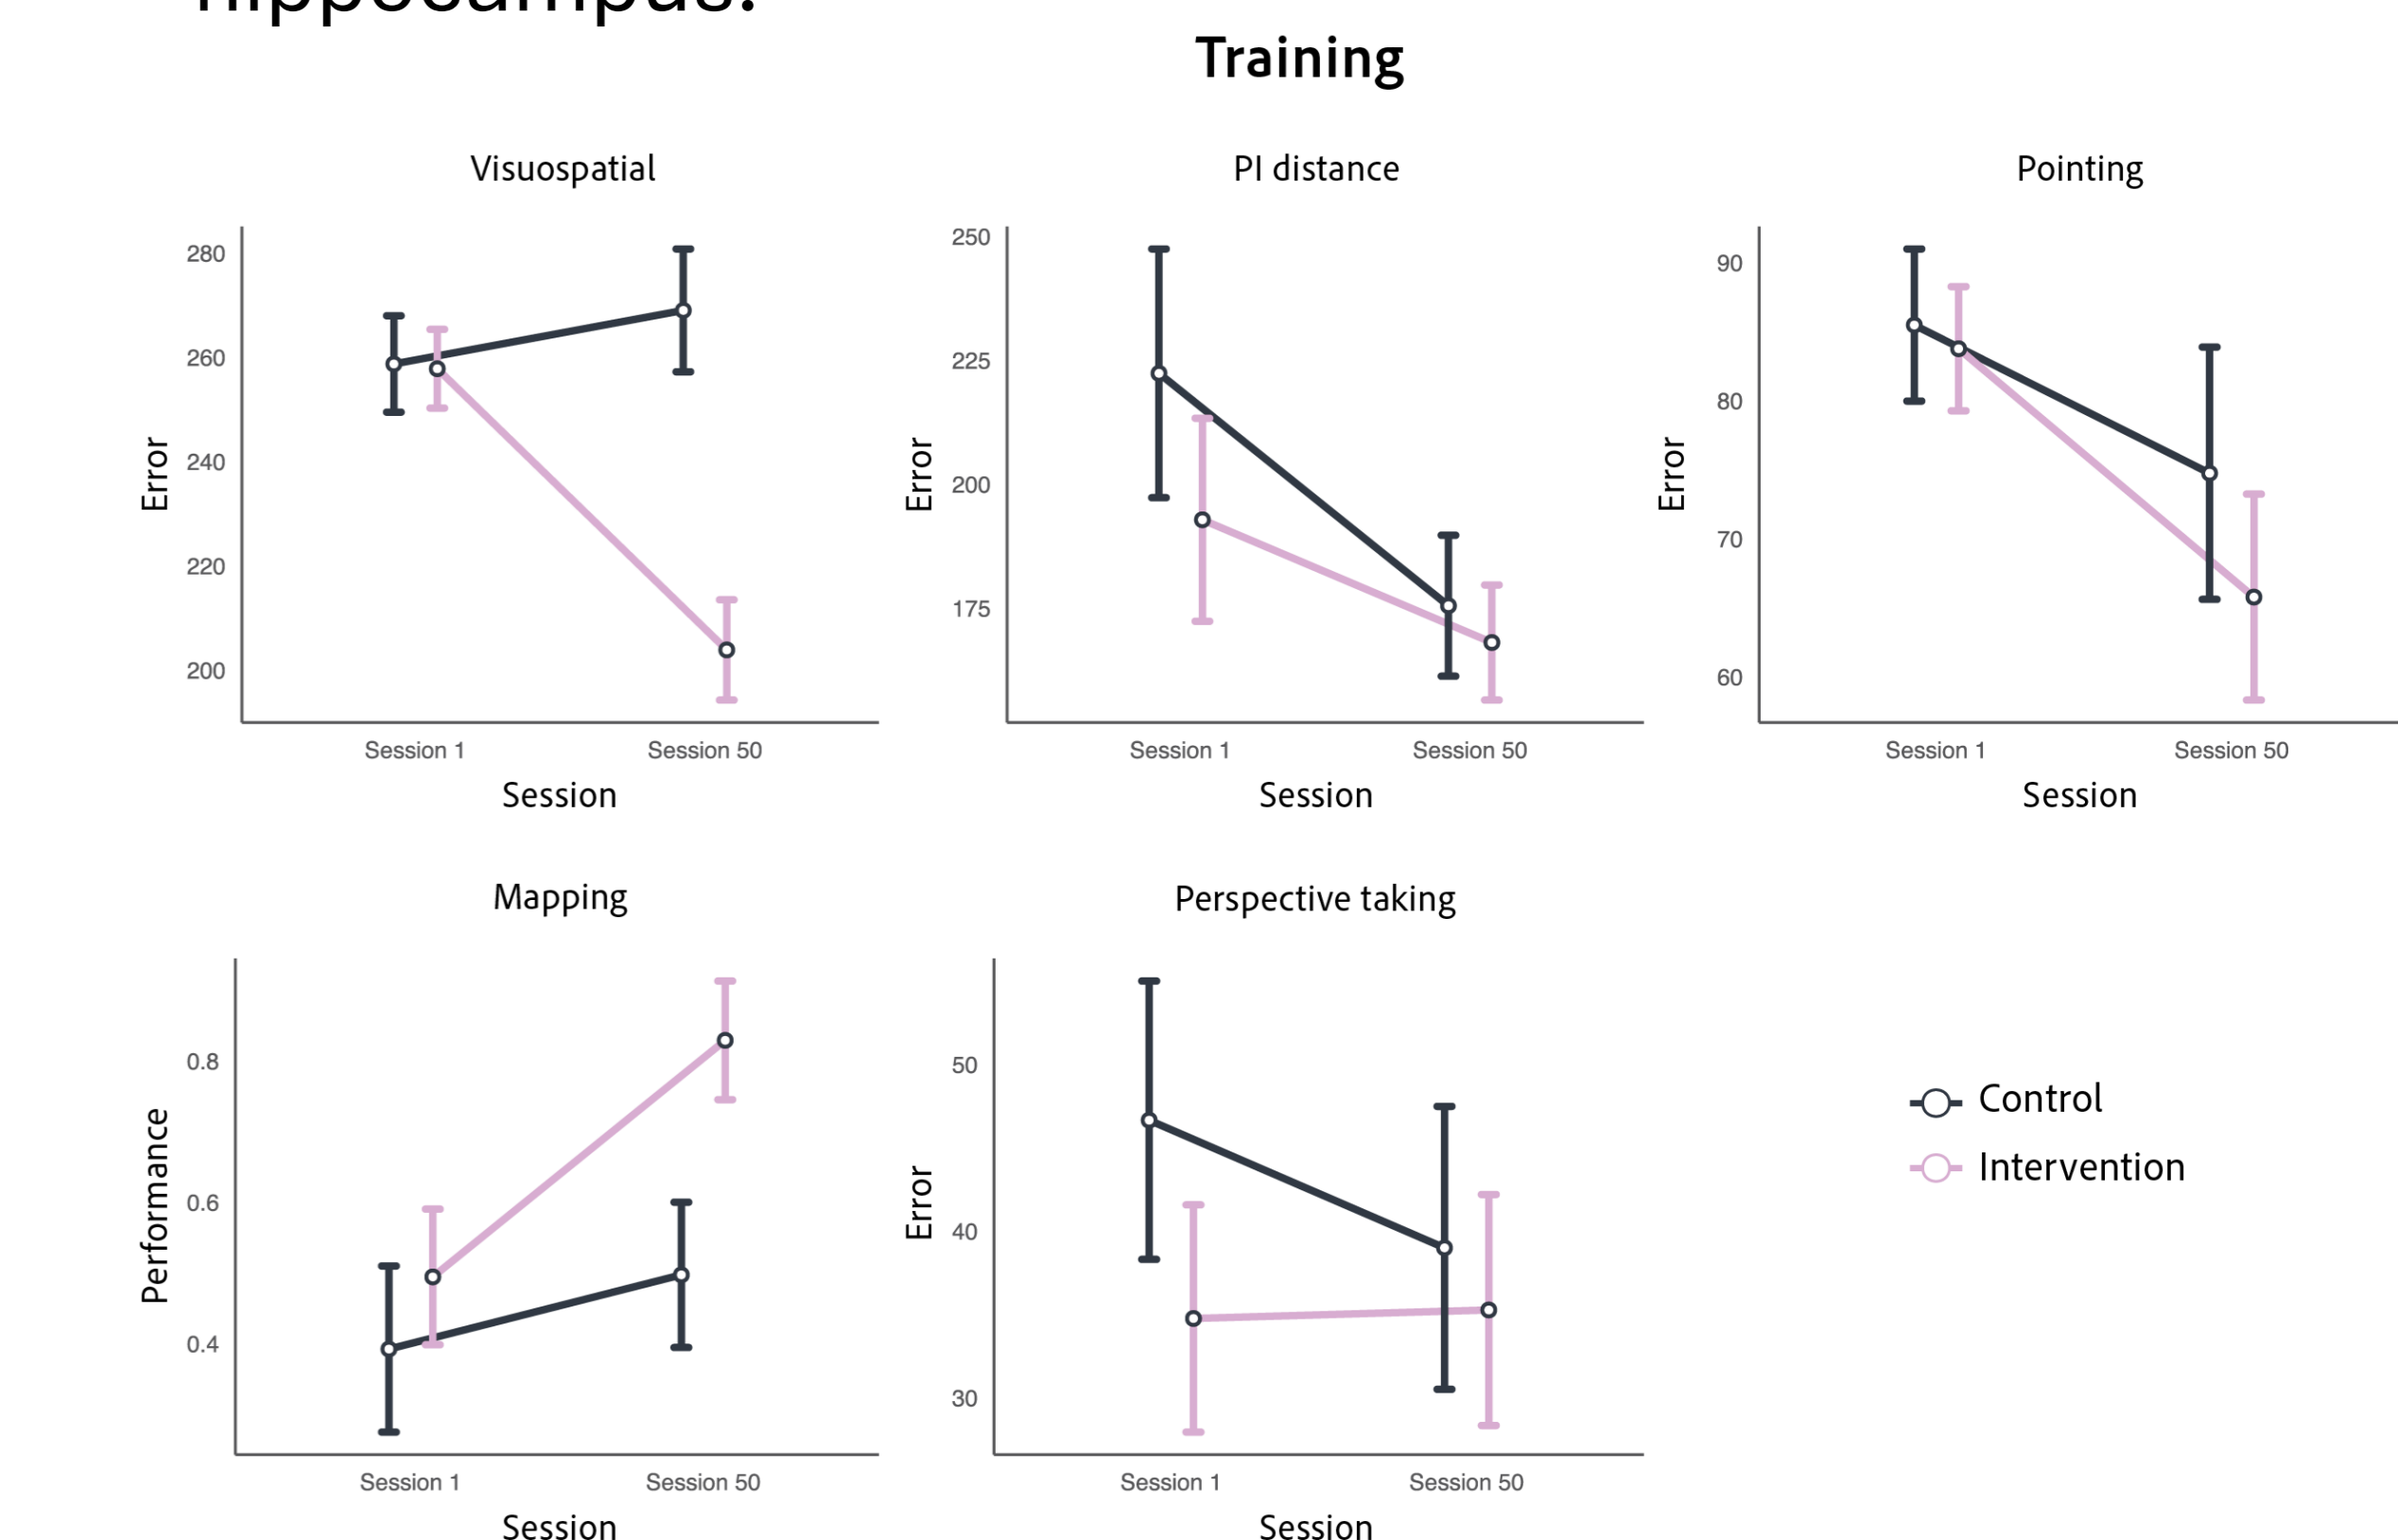 hippocampus.
Training
Visuospatial
Error
280
260
240
220
200
Session 1
Session 50
Session
PI distance
Error
250
225
200
175
Session 1
Session 50
Session
Pointing
Error
90
80
70
60
Session 1
Session 50
Session
Mapping
Performance
0.8
0.6
0.4
Session 1
Session 50
Session
Perspective taking
Error
50
40
30
Session 1
Session 50
Session
Control
Intervention